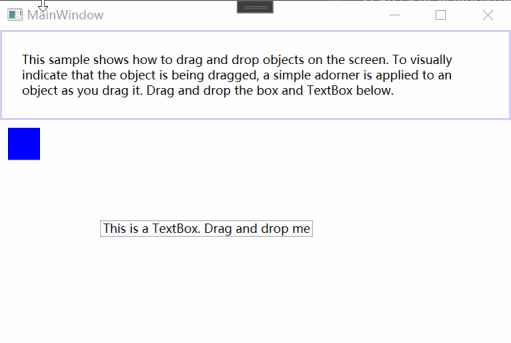 MainWindow
This sample shows how to drag and drop objects on the screen. To visually
indicate that the object is being dragged, a simple adorner is applied to an
object as you drag it. Drag and drop the box and TextBox below.
This is a TextBox. Drag and drop me